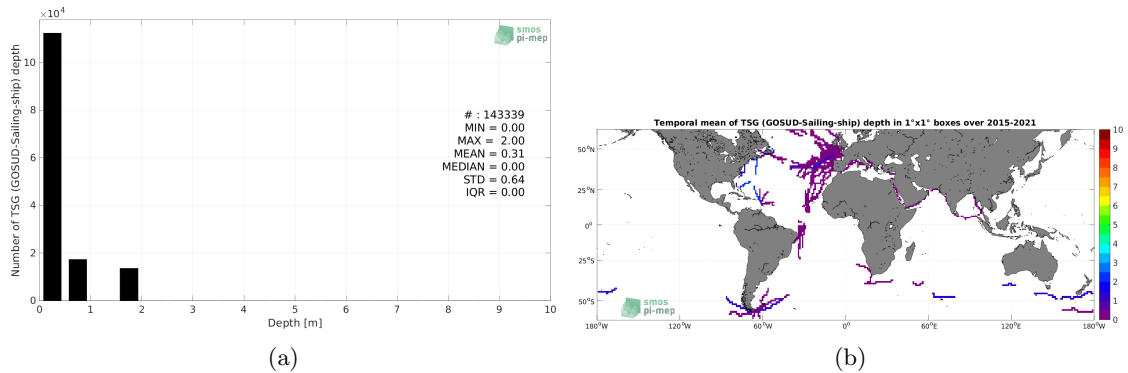 ×10⁴
10
8
6
4
2
0
Number of TSG (GOSUD-Sailing-ship) depth
smos
pi-mep
# : 143339
MIN = 0.00
MAX = 2.00
MEAN = 0.31
MEDIAN = 0.00
STD = 0.64
IQR = 0.00
0 1 2 3 4 5 6 7 8 9 10
Depth [m]
(a)
Temporal mean of TSG (GOSUD-Sailing-ship) depth in 1°x1° boxes over 2015-2021
50°N
25°N
0°
25°S
50°S
smos
pi-mep
180°W 120°W 60°W 0° 60°E 120°E 180°W
10
9
8
7
6
5
4
3
2
1
0
(b)